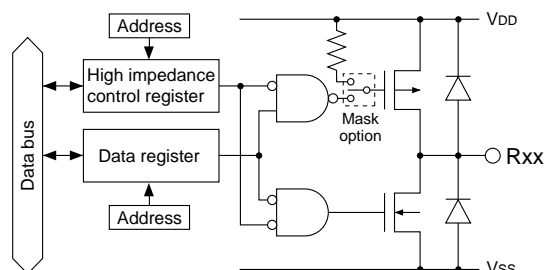 Address
VDD
High impedance
control register
Mask
option
Data bus
Data register
Rxx
Address
VSS